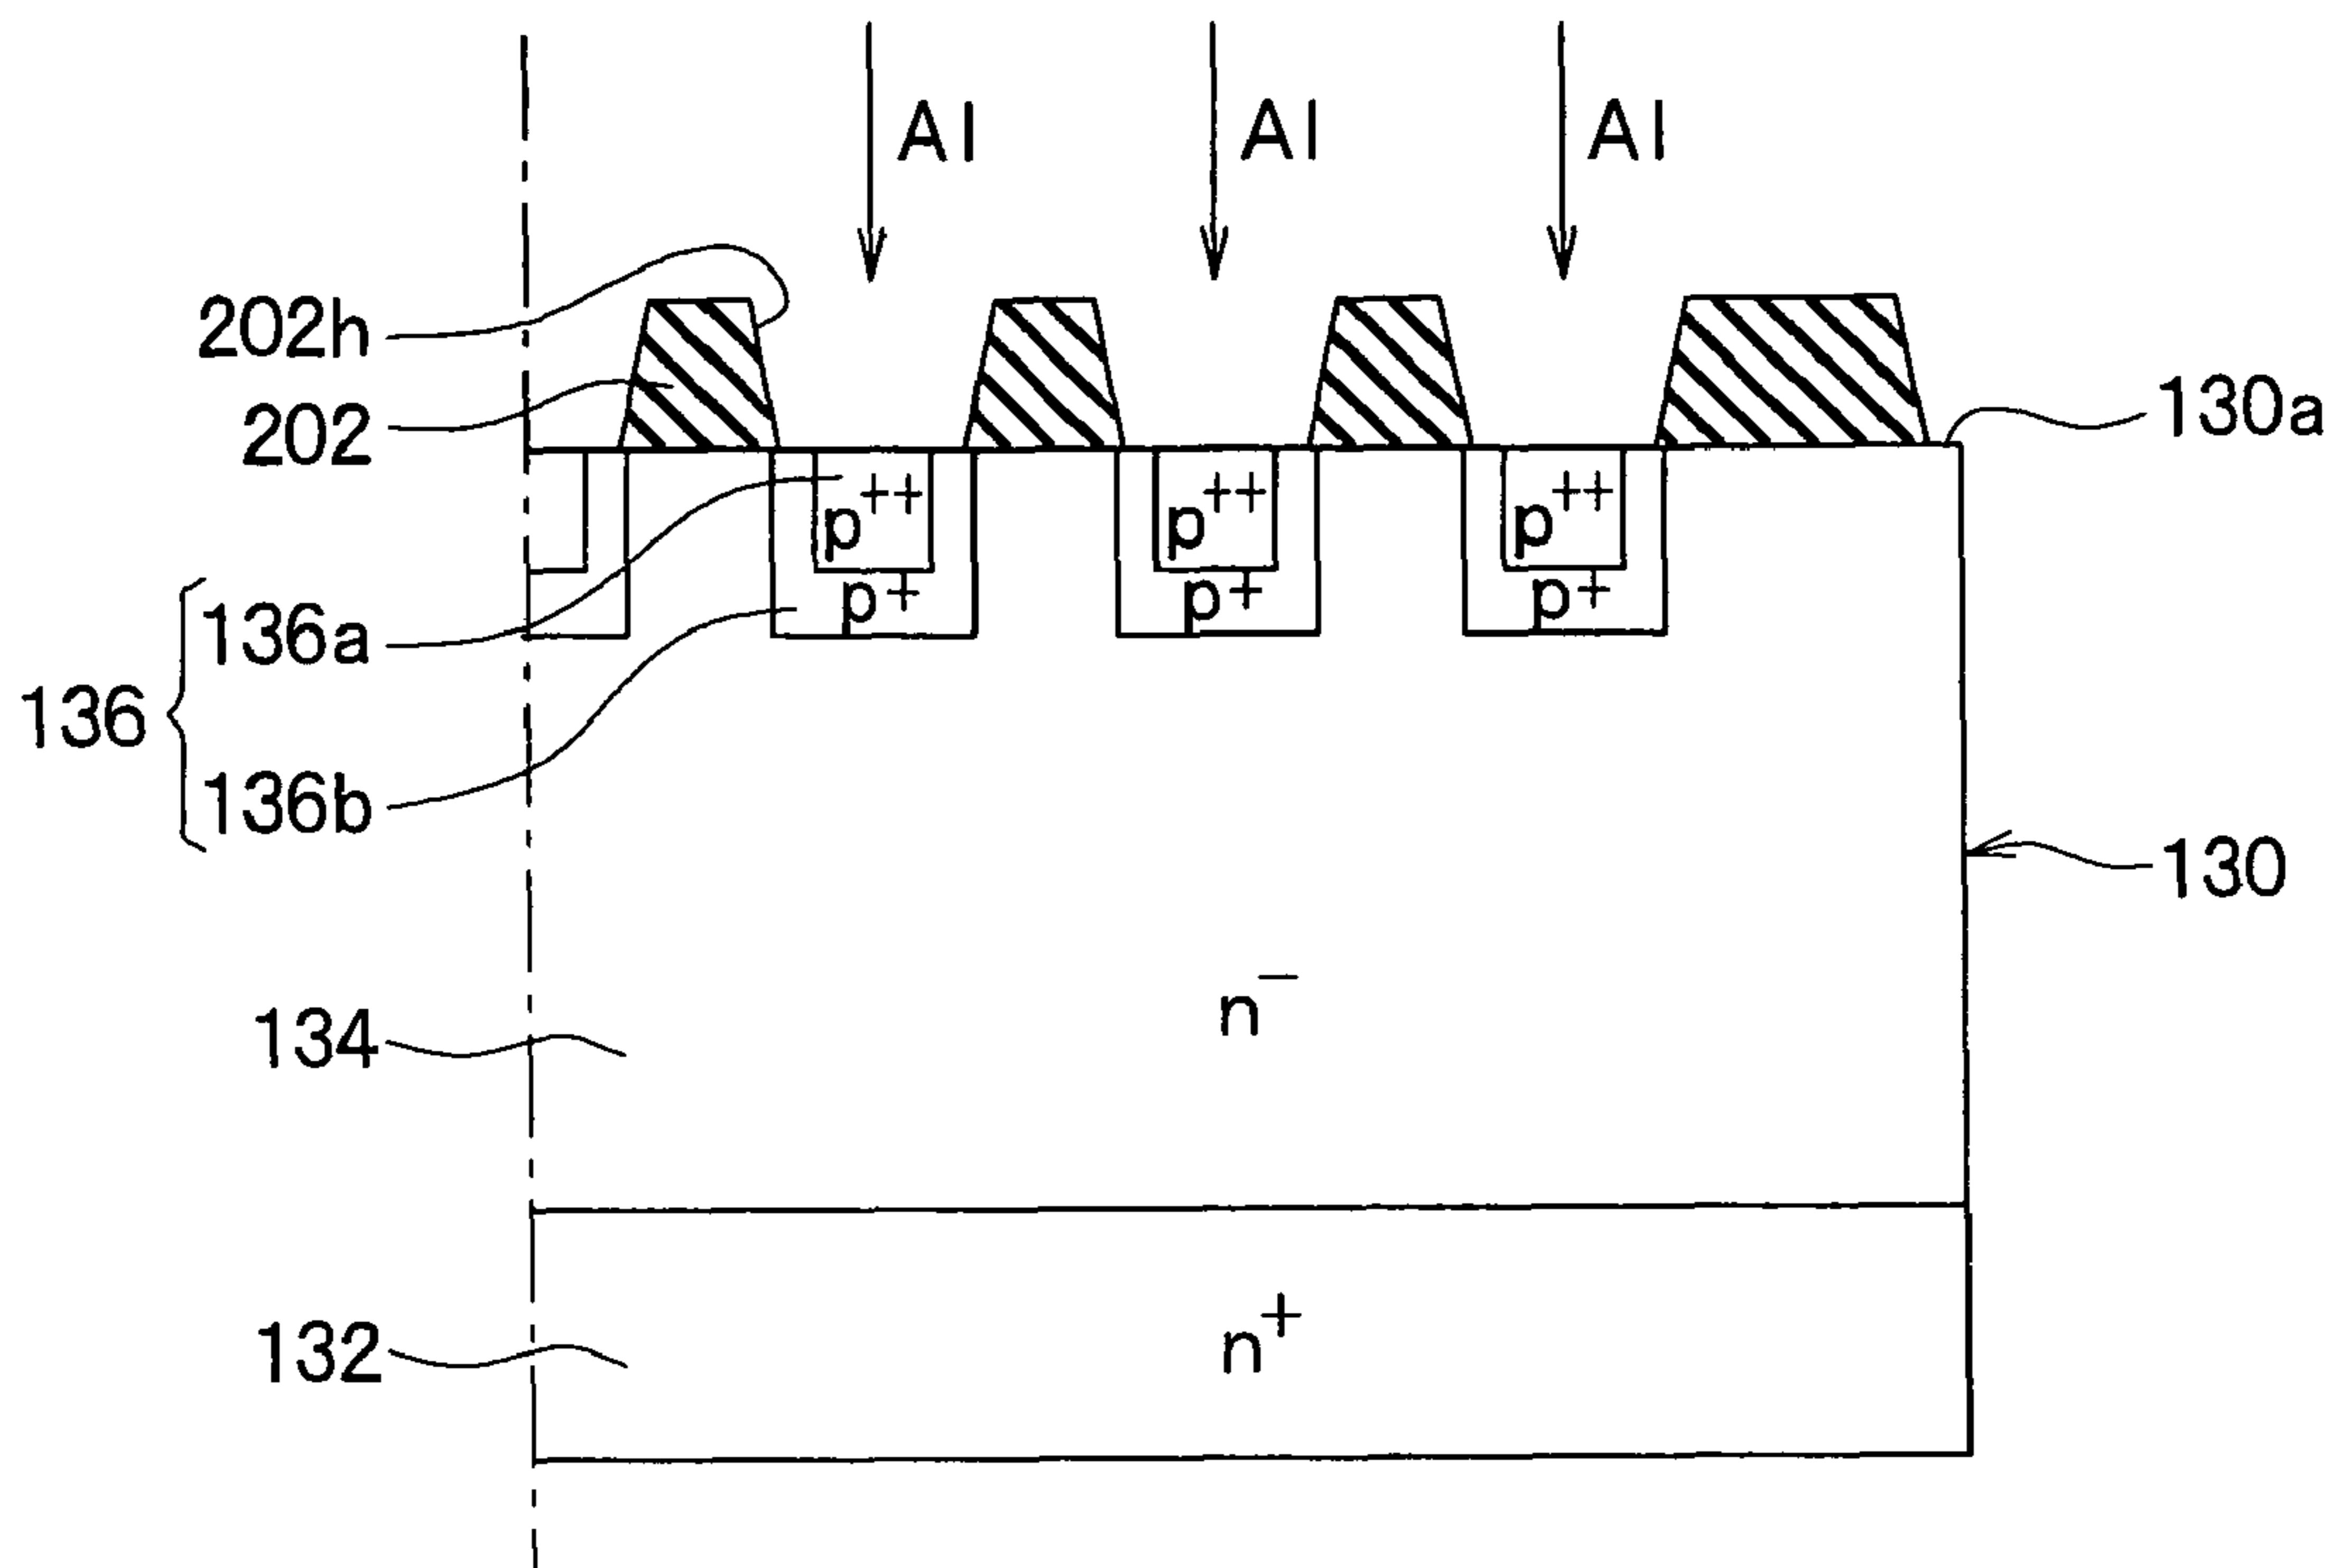 Al Al Al
202h
202
130a
p++ p++ p++
p+ p+ p+
136a
136
136b
130
n−
134
n+
132